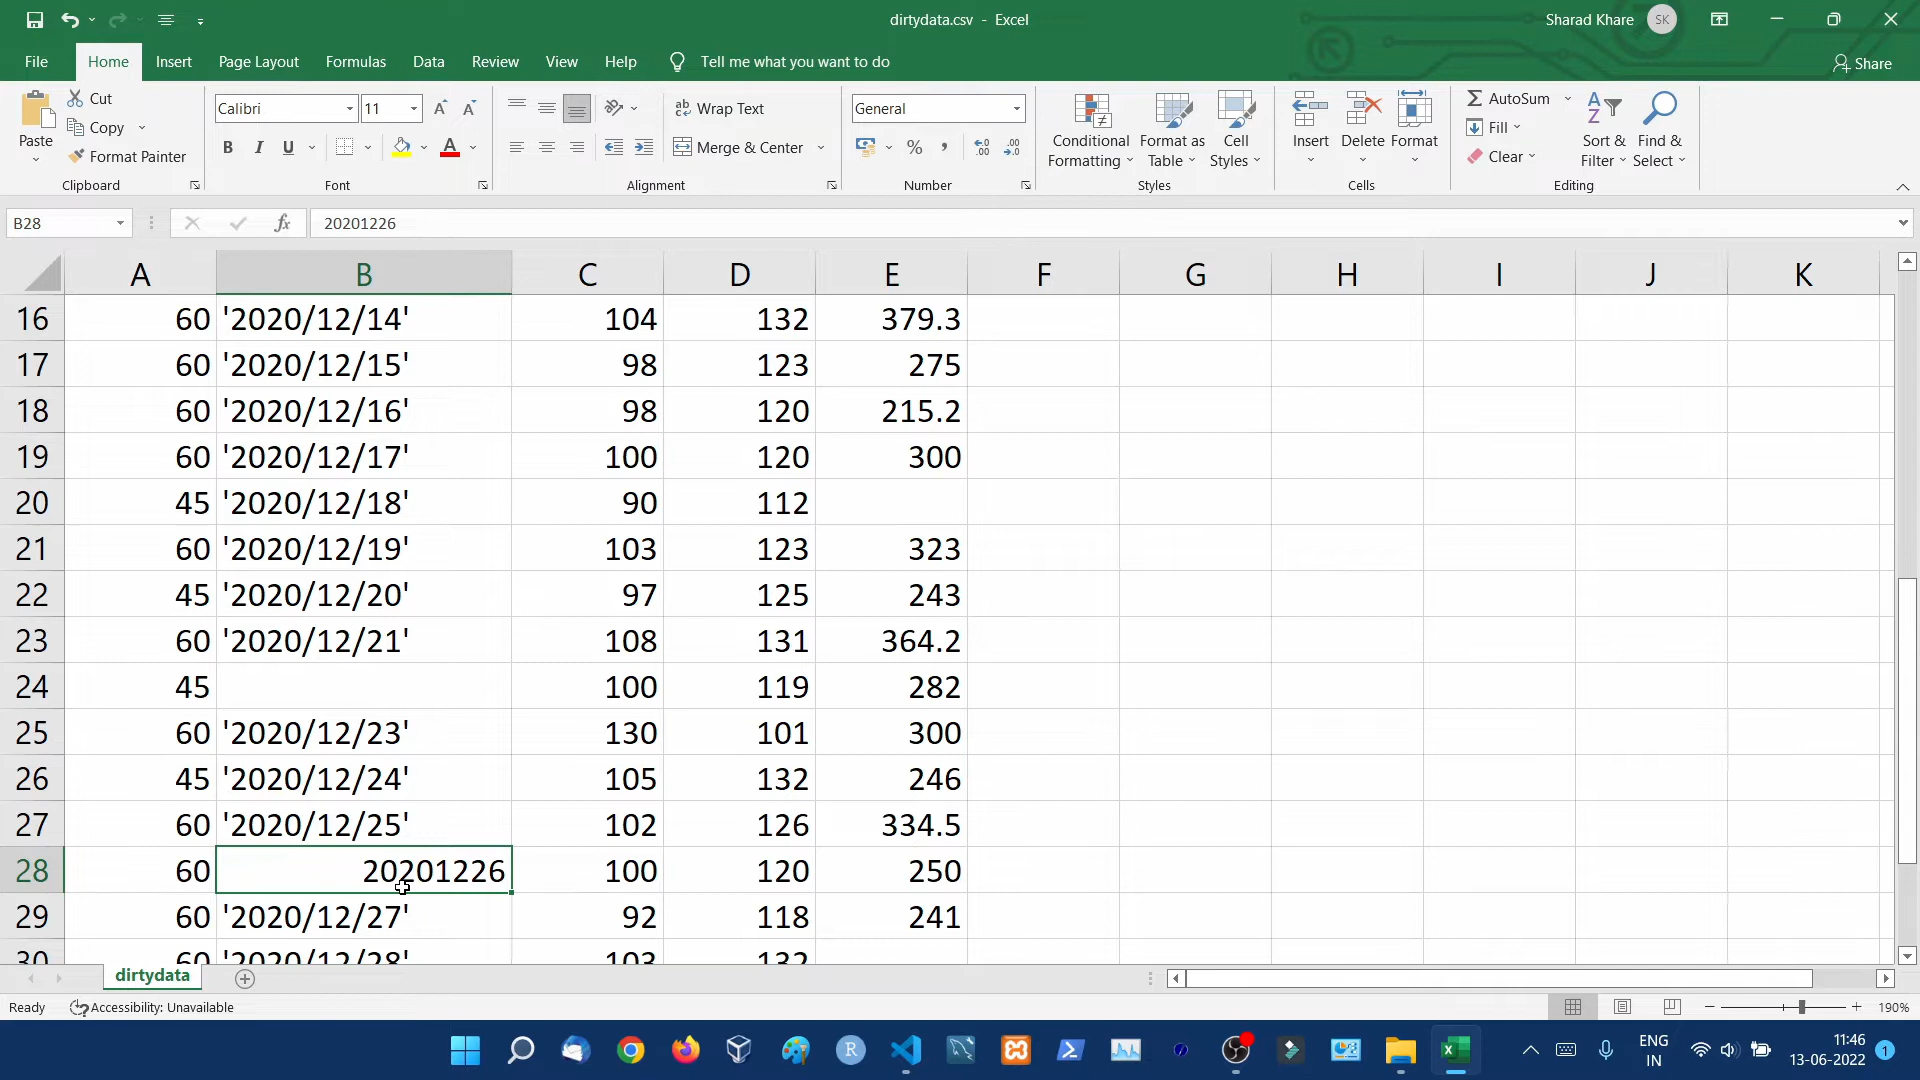 dirtydata.csv - Excel
Sharad Khare SK
File Home Insert Page Layout Formulas Data Review View Help Tell me what you want to do Share
Paste
Cut
Copy
Format Painter
Clipboard
Calibri 11
B I U
Font
Wrap Text
Merge & Center
Alignment
General
Number
Conditional Formatting
Format as Table
Cell Styles
Styles
Insert
Delete
Format
Cells
AutoSum
Fill
Clear
Sort & Filter
Find & Select
Editing
B28 fx 20201226
A B C D E F G H I J K
16 60 '2020/12/14' 104 132 379.3
17 60 '2020/12/15' 98 123 275
18 60 '2020/12/16' 98 120 215.2
19 60 '2020/12/17' 100 120 300
20 45 '2020/12/18' 90 112
21 60 '2020/12/19' 103 123 323
22 45 '2020/12/20' 97 125 243
23 60 '2020/12/21' 108 131 364.2
24 45 100 119 282
25 60 '2020/12/23' 130 101 300
26 45 '2020/12/24' 105 132 246
27 60 '2020/12/25' 102 126 334.5
28 60 20201226 100 120 250
29 60 '2020/12/27' 92 118 241
30 60 '2020/12/28' 103 132
dirtydata
Ready Accessibility: Unavailable 190%
ENG IN
11:46
13-06-2022 1